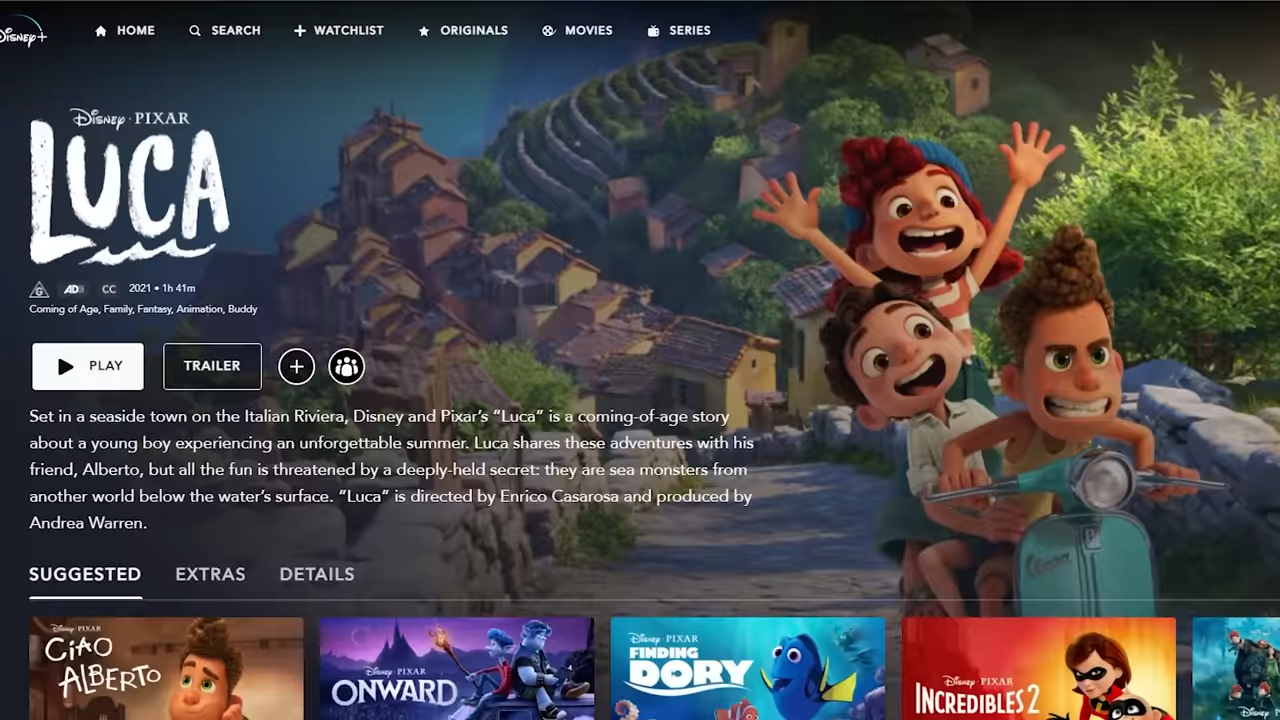 Disney+ HOME SEARCH WATCHLIST ORIGINALS MOVIES SERIES
Disney · PIXAR
LUCA
G AD CC 2021 • 1h 41m
Coming of Age, Family, Fantasy, Animation, Buddy
PLAY TRAILER
Set in a seaside town on the Italian Riviera, Disney and Pixar's “Luca” is a coming-of-age story
about a young boy experiencing an unforgettable summer. Luca shares these adventures with his
friend, Alberto, but all the fun is threatened by a deeply-held secret: they are sea monsters from
another world below the water's surface. “Luca” is directed by Enrico Casarosa and produced by
Andrea Warren.
Vespa
SUGGESTED EXTRAS DETAILS
Disney · PIXAR
CIAO
ALBERTO
Disney · PIXAR
ONWARD
Disney · PIXAR
FINDING
DORY
Disney · PIXAR
INCREDIBLES 2
Disney